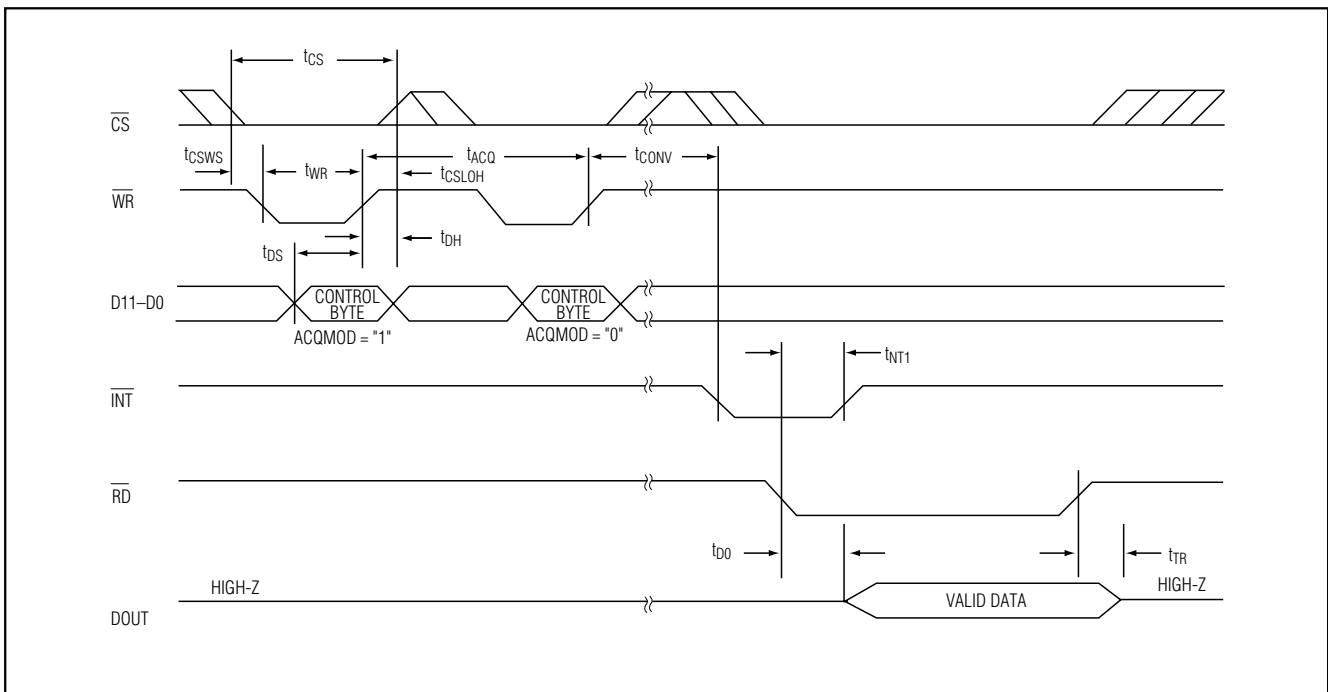 tCS
CS
tCSWS
tWR
tACQ
tCONV
tCSLOH
WR
tDS
tDH
D11–D0
CONTROL
BYTE
CONTROL
BYTE
ACQMOD = "1"
ACQMOD = "0"
tNT1
INT
RD
tD0
tTR
HIGH-Z
VALID DATA
HIGH-Z
DOUT